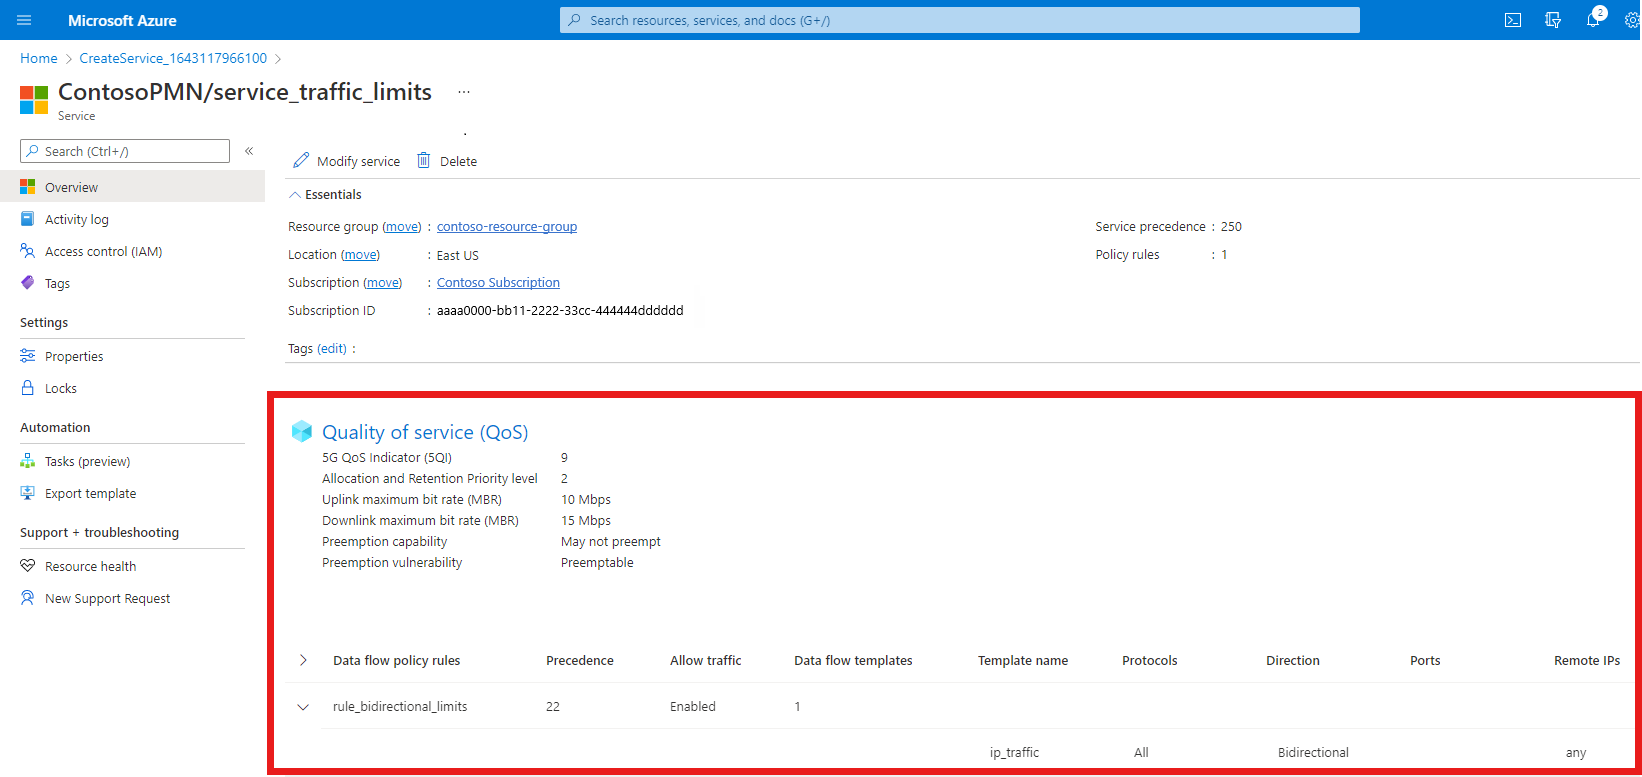 Microsoft Azure
Search resources, services, and docs (G+/)
2
Home > CreateService_1643117966100 >
ContosoPMN/service_traffic_limits ...
Service
Search (Ctrl+/) «
Overview
Activity log
Access control (IAM)
Tags
Settings
Properties
Locks
Automation
Tasks (preview)
Export template
Support + troubleshooting
Resource health
New Support Request
Modify service Delete
Essentials
Resource group (move) : contoso-resource-group
Location (move) : East US
Subscription (move) : Contoso Subscription
Subscription ID : aaaa0000-bb11-2222-33cc-444444dddddd
Service precedence : 250
Policy rules : 1
Tags (edit) :
Quality of service (QoS)
5G QoS Indicator (5QI) 9
Allocation and Retention Priority level 2
Uplink maximum bit rate (MBR) 10 Mbps
Downlink maximum bit rate (MBR) 15 Mbps
Preemption capability May not preempt
Preemption vulnerability Preemptable
Data flow policy rules Precedence Allow traffic Data flow templates Template name Protocols Direction Ports Remote IPs
rule_bidirectional_limits 22 Enabled 1
ip_traffic All Bidirectional any